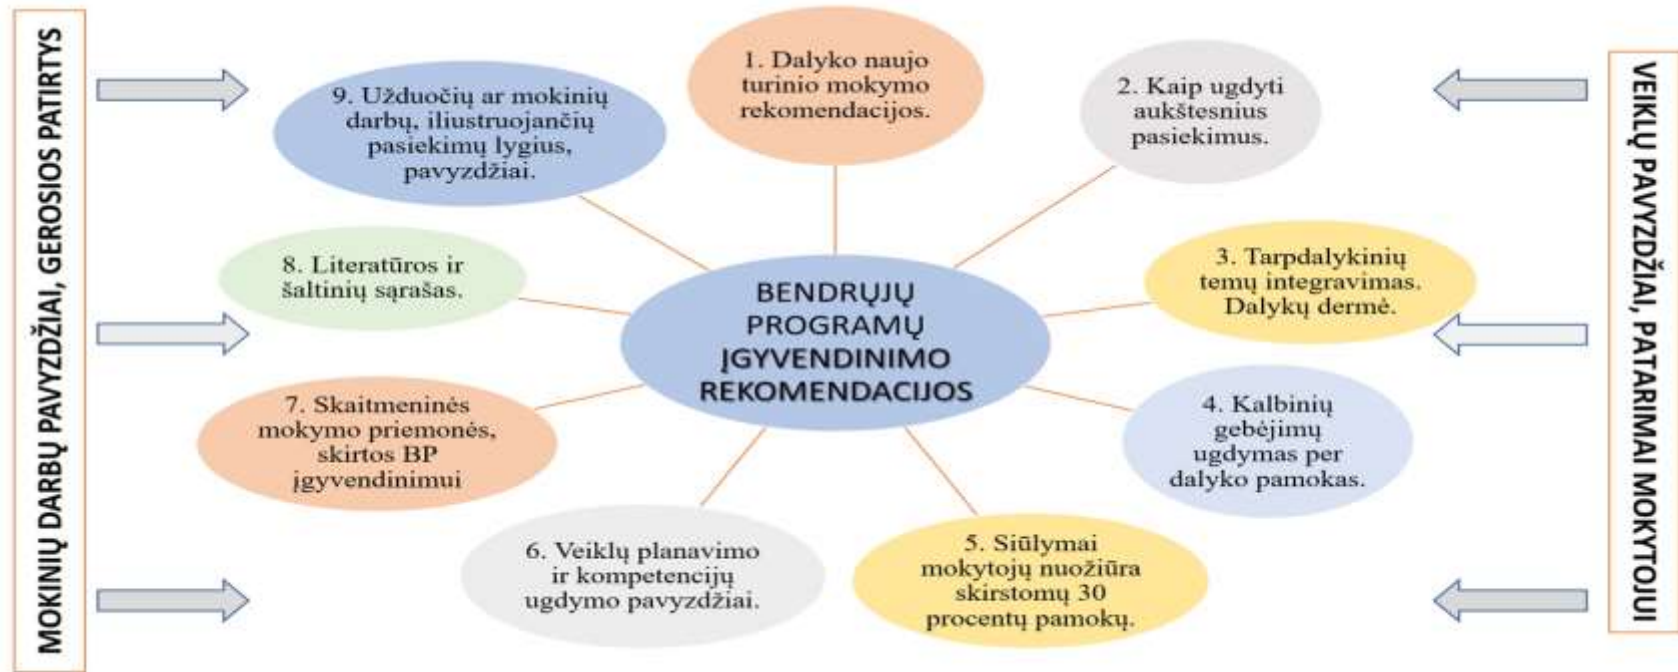 MOKINIŲ DARBŲ PAVYZDŽIAI, GEROSIOS PATIRTYS
1. Dalyko naujo
turinio mokymo
rekomendacijos.
2. Kaip ugdyti
aukštesnius
pasiekimus.
3. Tarpdalykinių
temų integravimas.
Dalykų dermė.
4. Kalbinių
gebėjimų
ugdymas per
dalyko pamokas.
5. Siūlymai
mokytojų nuožiūra
skirstomų 30
procentų pamokų.
6. Veiklų planavimo
ir kompetencijų
ugdymo pavyzdžiai.
7. Skaitmeninės
mokymo priemonės,
skirtos BP
įgyvendinimui
8. Literatūros ir
šaltinių sąrašas.
9. Užduočių ar mokinių
darbų, iliustruojančių
pasiekimų lygius,
pavyzdžiai.
BENDRŲJŲ
PROGRAMŲ
ĮGYVENDINIMO
REKOMENDACIJOS
VEIKLŲ PAVYZDŽIAI, PATARIMAI MOKYTOJUI